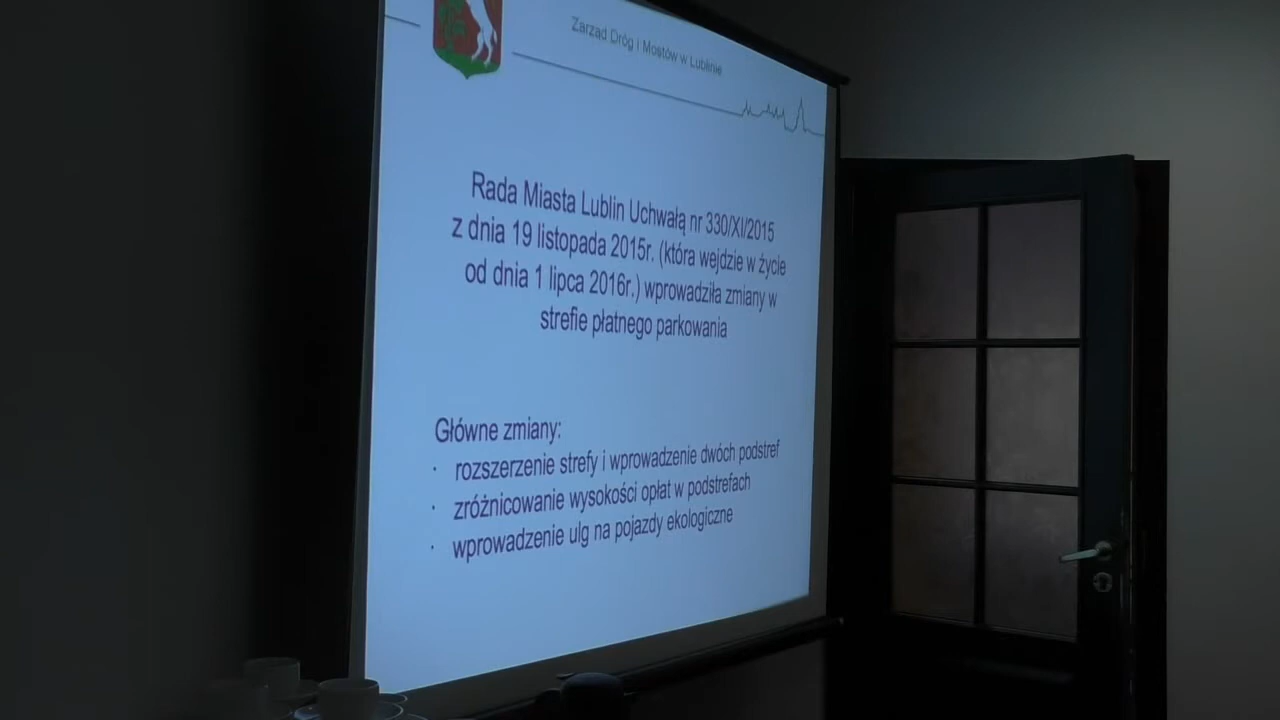 Zarząd Dróg i Mostów w Lublinie
Rada Miasta Lublin Uchwałą nr 330/XI/2015
z dnia 19 listopada 2015r. (która wejdzie w życie
od dnia 1 lipca 2016r.) wprowadziła zmiany w
strefie płatnego parkowania
Główne zmiany:
· rozszerzenie strefy i wprowadzenie dwóch podstref
· zróżnicowanie wysokości opłat w podstrefach
· wprowadzenie ulg na pojazdy ekologiczne